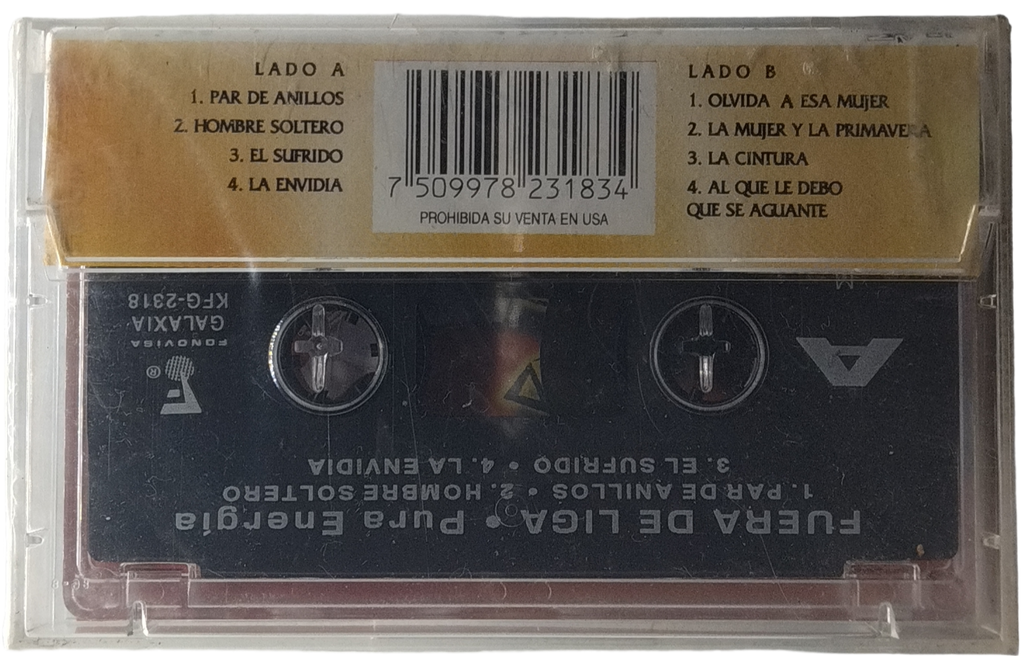 LADO A
1. PAR DE ANILLOS
2. HOMBRE SOLTERO
3. EL SUFRIDO
4. LA ENVIDIA
7 509978 231834
PROHIBIDA SU VENTA EN USA
LADO B
1. OLVIDA A ESA MUJER
2. LA MUJER Y LA PRIMAVERA
3. LA CINTURA
4. AL QUE LE DEBO
QUE SE AGUANTE
FUERA DE LIGA • Pura Energía
1. PAR DE ANILLOS • 2. HOMBRE SOLTERO
3. EL SUFRIDO • 4. LA ENVIDIA
A
F®
FONOVISA
GALAXIA
KFG-2318
M